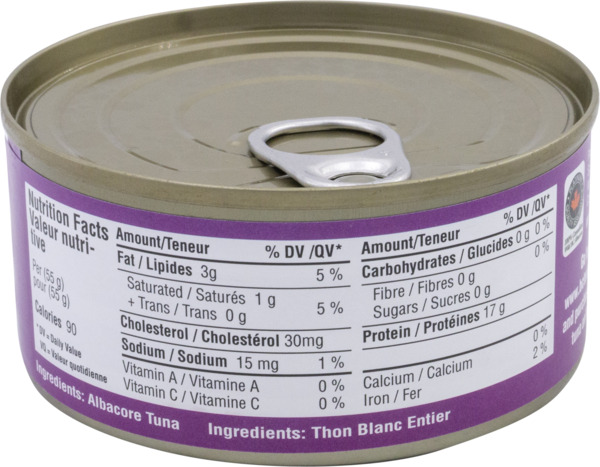 Nutrition Facts
Valeur nutri-
tive
Per (55 g)
pour (55 g)
Calories 90
* DV = Daily Value
VQ = Valeur quotidienne
Amount/Teneur % DV /QV*
Fat / Lipides 3g 5 %
Saturated / Saturés 1 g
+ Trans / Trans 0 g 5 %
Cholesterol / Cholestérol 30mg
Sodium / Sodium 15 mg 1 %
Vitamin A / Vitamine A 0 %
Vitamin C / Vitamine C 0 %
Amount/Teneur % DV /QV*
Carbohydrates / Glucides 0 g 0 %
Fibre / Fibres 0 g 0 %
Sugars / Sucres 0 g
Protein / Protéines 17 g
Calcium / Calcium 0 %
Iron / Fer 2 %
Ingredients: Albacore Tuna
Ingredients: Thon Blanc Entier
www.